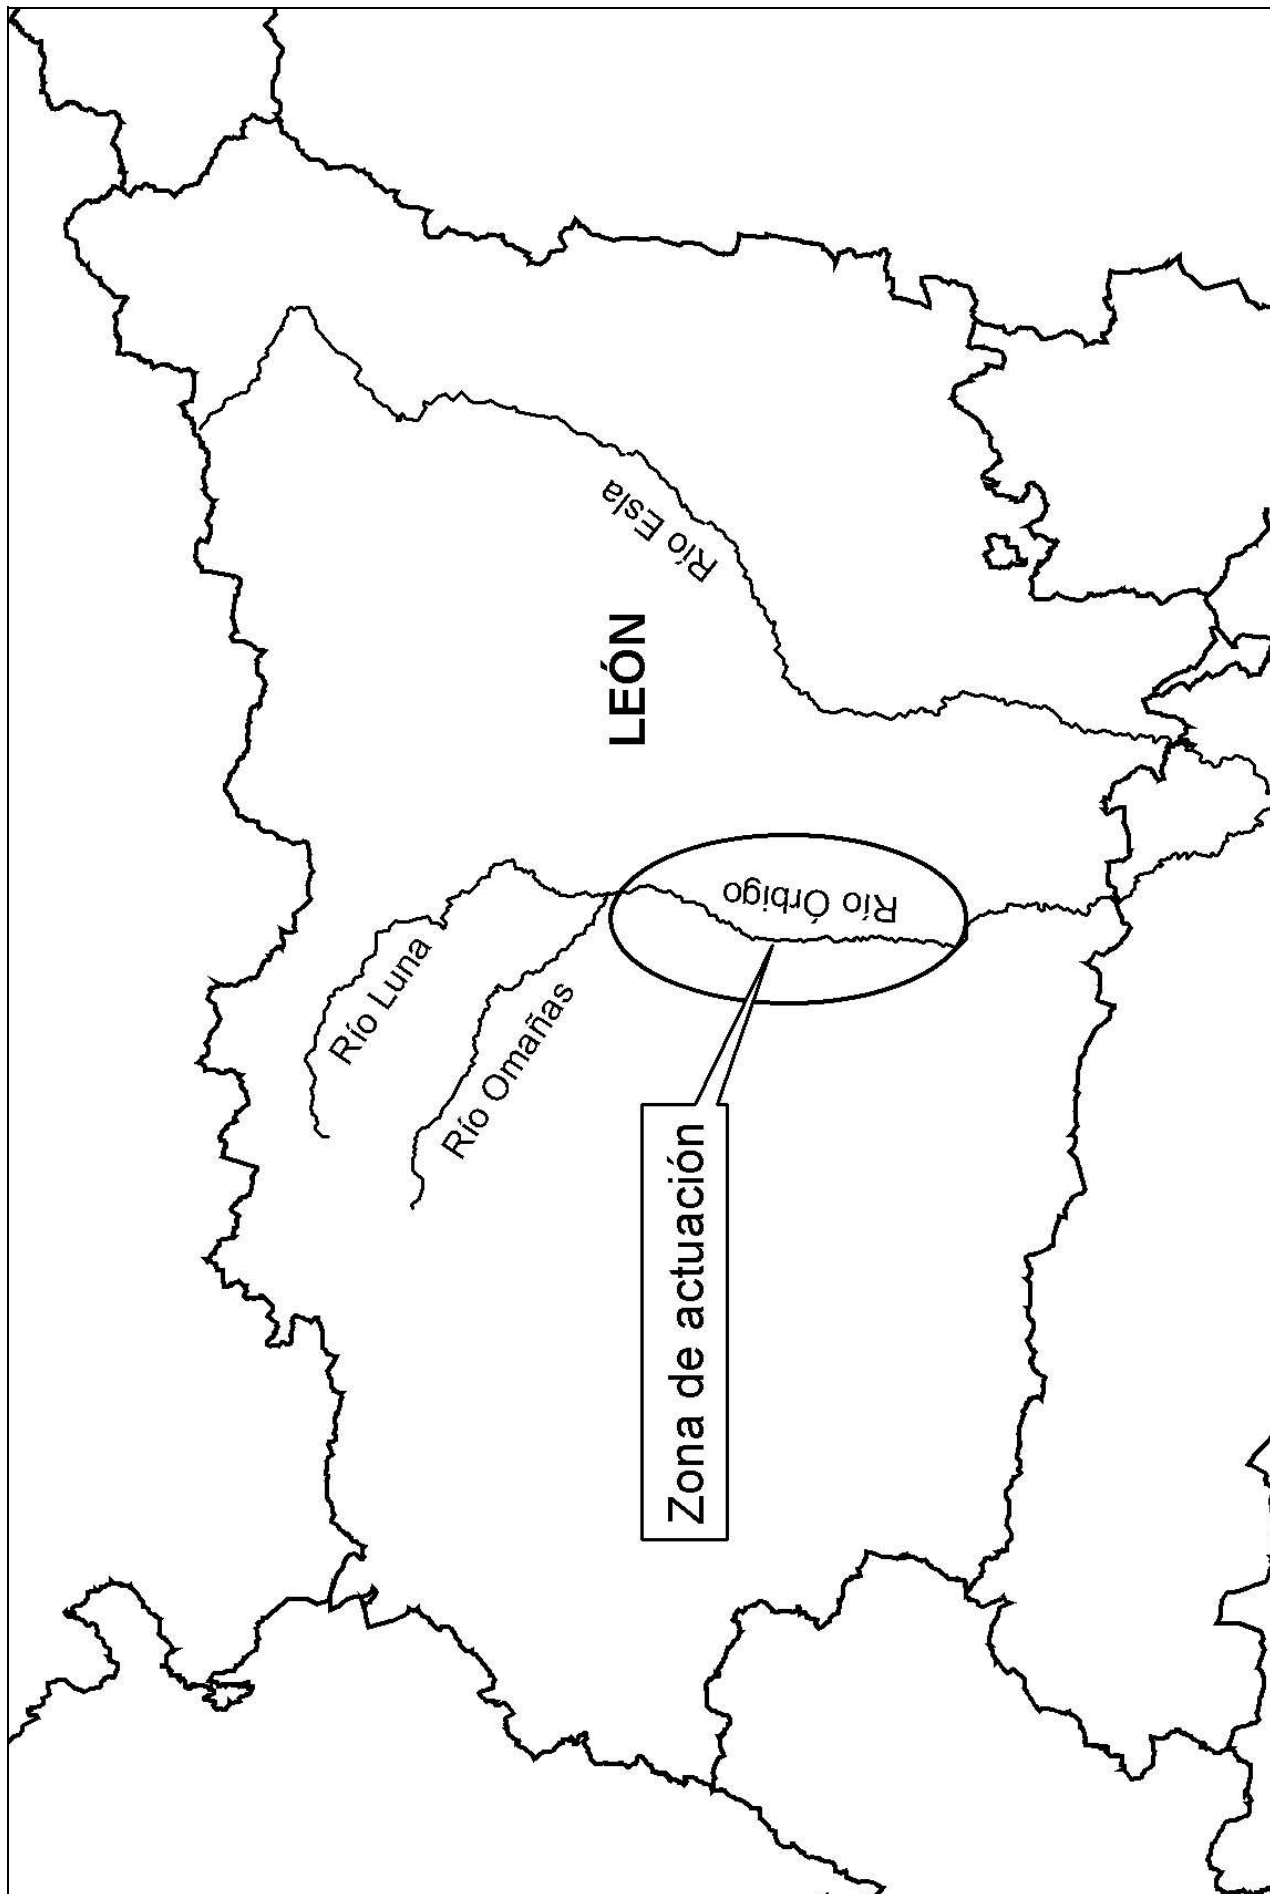 Río Esla
LEÓN
Río Órbigo
Río Luna
Río Omañas
Zona de actuación